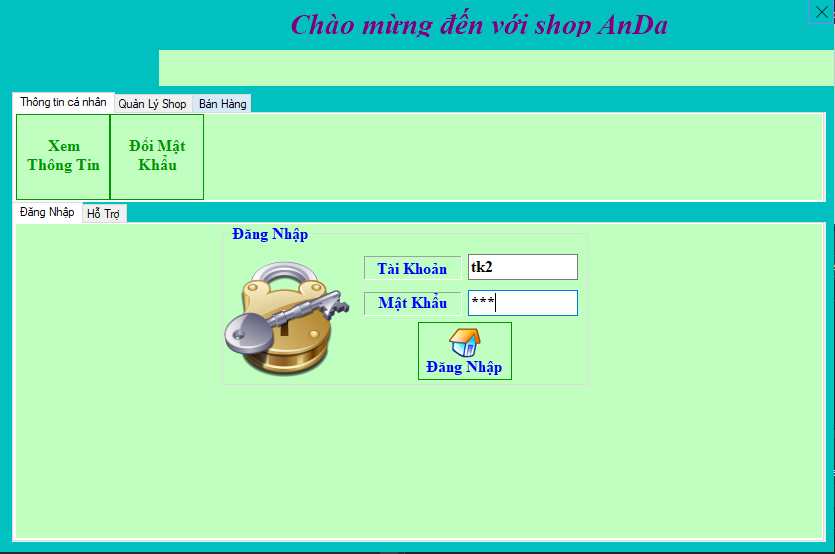 Chào mừng đến với shop AnDa
Thông tin cá nhân
Quản Lý Shop
Bán Hàng
Xem
Thông Tin
Đổi Mật
Khẩu
Đăng Nhập
Hỗ Trợ
Đăng Nhập
Tài Khoản
tk2
Mật Khẩu
***
Đăng Nhập